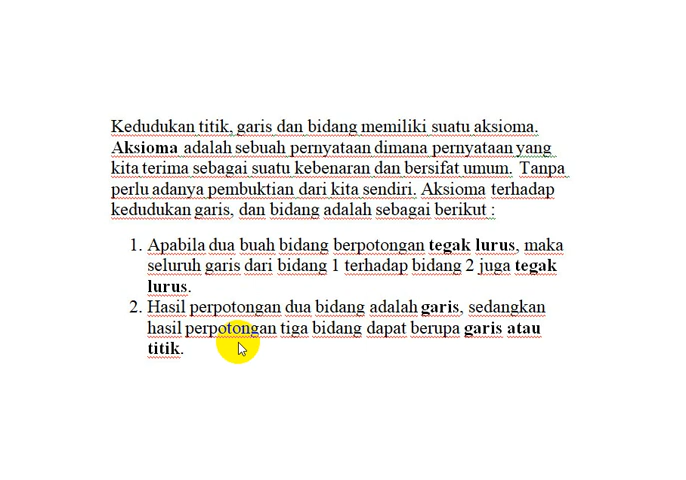 Kedudukan titik, garis dan bidang memiliki suatu aksioma.
Aksioma adalah sebuah pernyataan dimana pernyataan yang
kita terima sebagai suatu kebenaran dan bersifat umum. Tanpa
perlu adanya pembuktian dari kita sendiri. Aksioma terhadap
kedudukan garis, dan bidang adalah sebagai berikut :
1. Apabila dua buah bidang berpotongan tegak lurus, maka
seluruh garis dari bidang 1 terhadap bidang 2 juga tegak
lurus.
2. Hasil perpotongan dua bidang adalah garis, sedangkan
hasil perpotongan tiga bidang dapat berupa garis atau
titik.